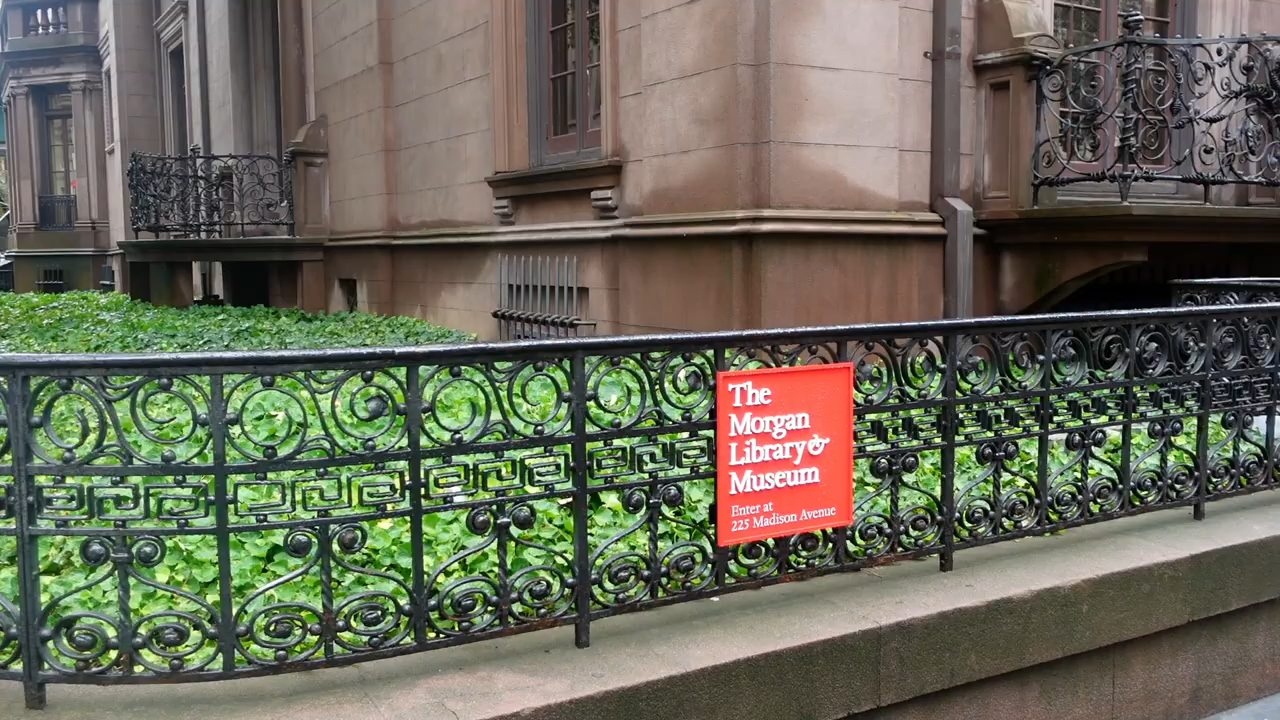 The
Morgan
Library &
Museum
Enter at
225 Madison Avenue